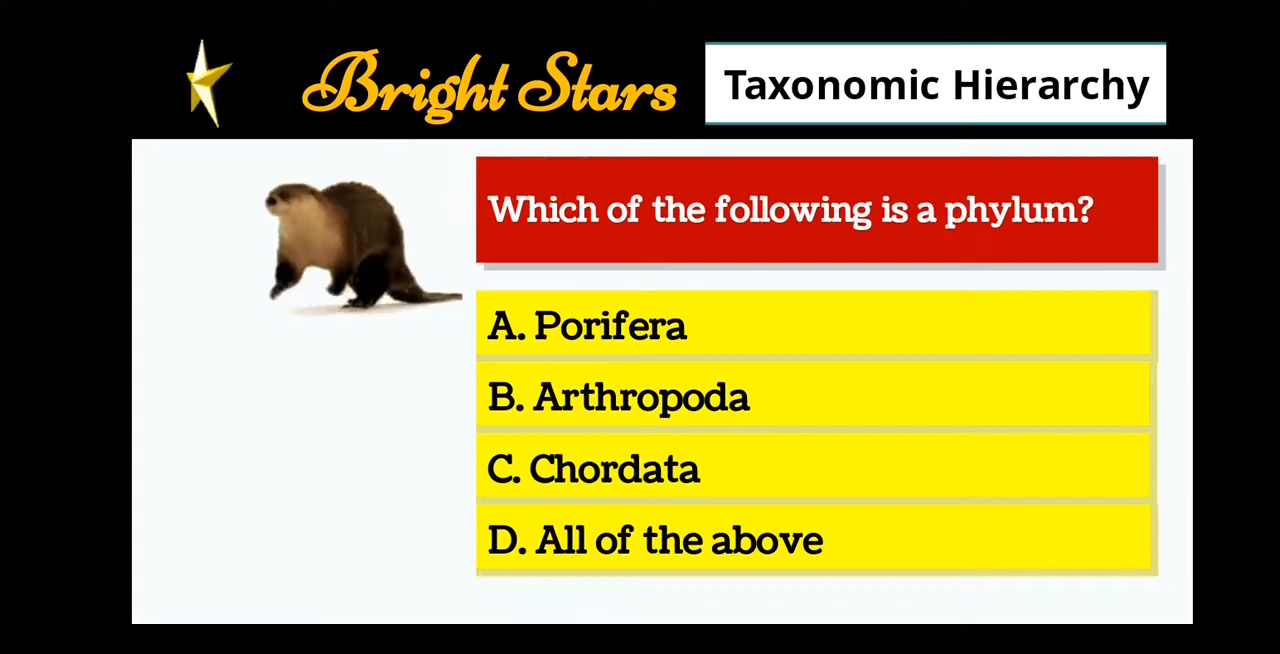 Bright Stars
Taxonomic Hierarchy
Which of the following is a phylum?
A. Porifera
B. Arthropoda
C. Chordata
D. All of the above